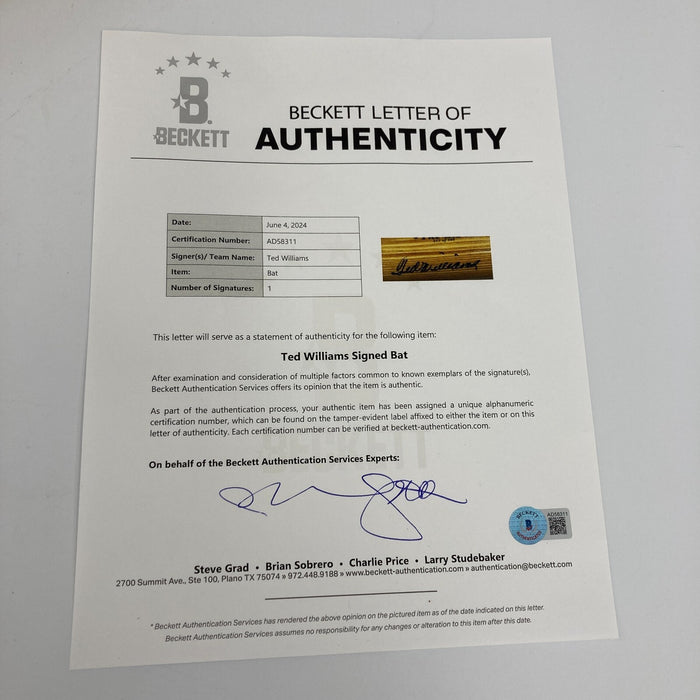 B
BECKETT
BECKETT LETTER OF
AUTHENTICITY
Date: June 4, 2024
Certification Number: AD58311
Signer(s)/ Team Name: Ted Williams
Item: Bat
Number of Signatures: 1
Ted Williams
This letter will serve as a statement of authenticity for the following item:
Ted Williams Signed Bat
After examination and consideration of multiple factors common to known exemplars of the signature(s),
Beckett Authentication Services offers its opinion that the item is authentic.
As part of the authentication process, your authentic item has been assigned a unique alphanumeric
certification number, which can be found on the tamper-evident label affixed to either the item or on this
letter of authenticity. Each certification number can be verified at beckett-authentication.com.
On behalf of the Beckett Authentication Services Experts:
BECKETT
AD58311
Steve Grad • Brian Sobrero • Charlie Price • Larry Studebaker
2700 Summit Ave., Ste 100, Plano TX 75074 » 972.448.9188 » www.beckett-authentication.com » authentication@beckett.com
* Beckett Authentication Services has rendered the above opinion on the pictured item as of the date indicated on this letter.
Beckett Authentication Services assumes no responsibility for any changes or alteration to this item after this date.